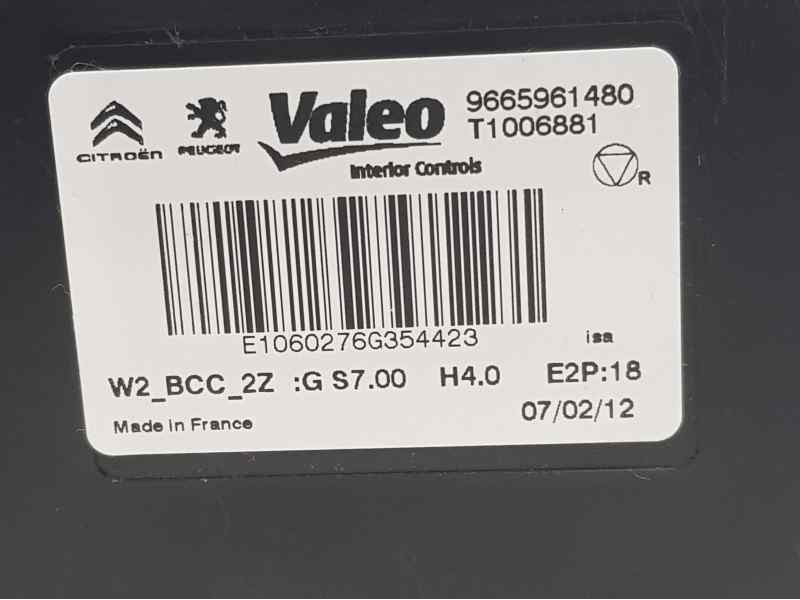 CITROËN PEUGEOT Valeo 9665961480
T1006881
Interior Controls
R
E1060276G354423
isa
W2_BCC_2Z :G S7.00 H4.0 E2P:18
Made in France 07/02/12